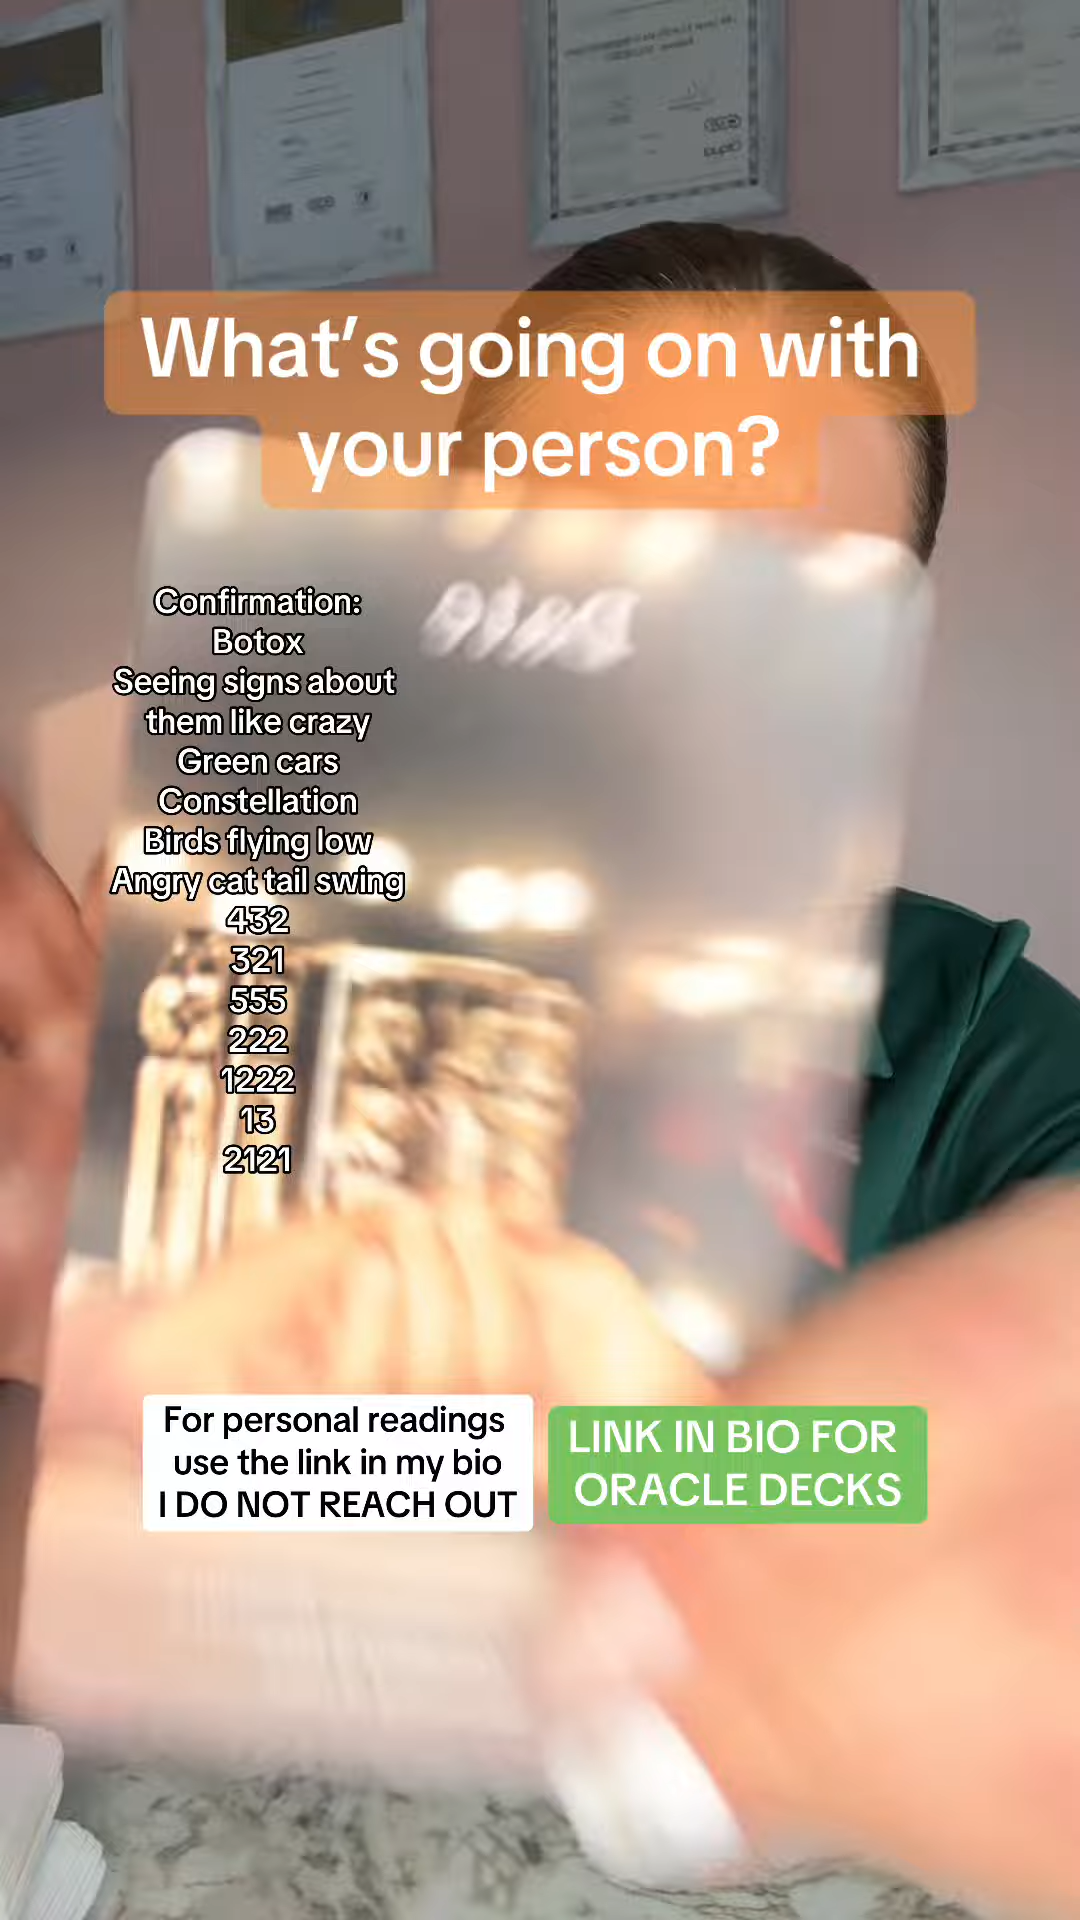 What's going on with
your person?
Confirmation:
Botox
Seeing signs about
them like crazy
Green cars
Constellation
Birds flying low
Angry cat tail swing
432
321
555
222
1222
13
2121
For personal readings
use the link in my bio
I DO NOT REACH OUT
LINK IN BIO FOR
ORACLE DECKS